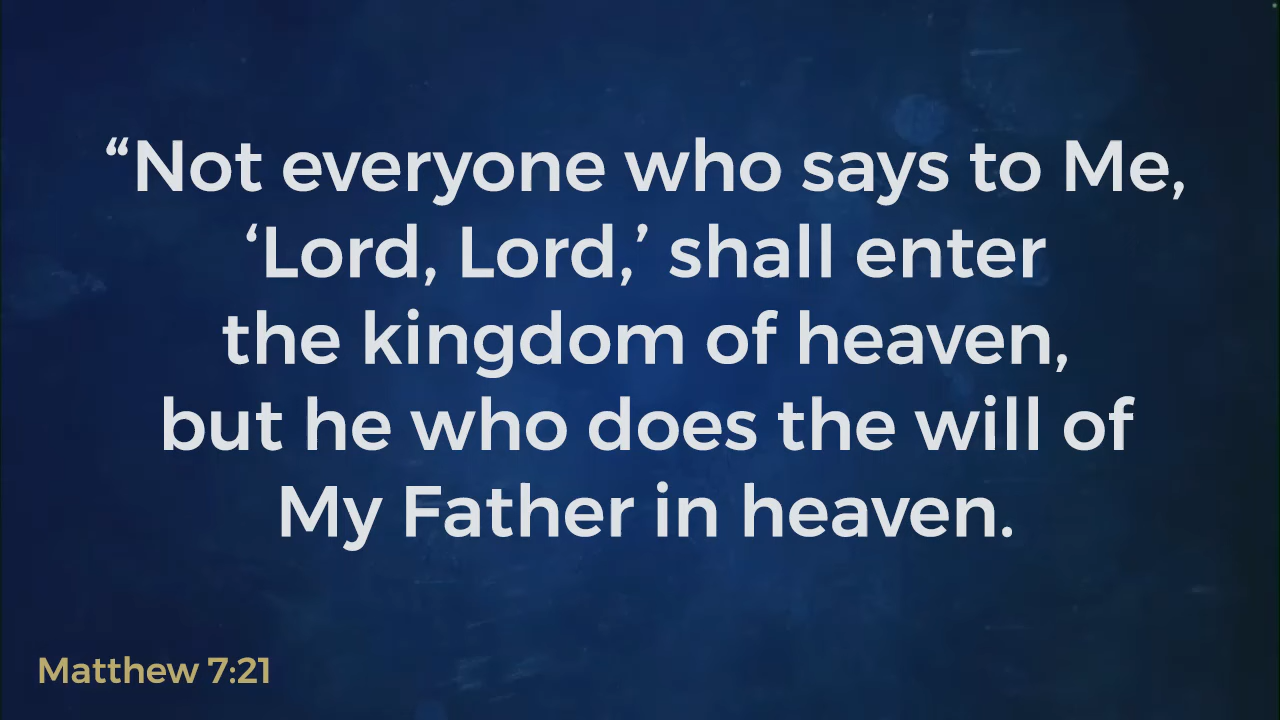 “Not everyone who says to Me,
‘Lord, Lord,’ shall enter
the kingdom of heaven,
but he who does the will of
My Father in heaven.
Matthew 7:21